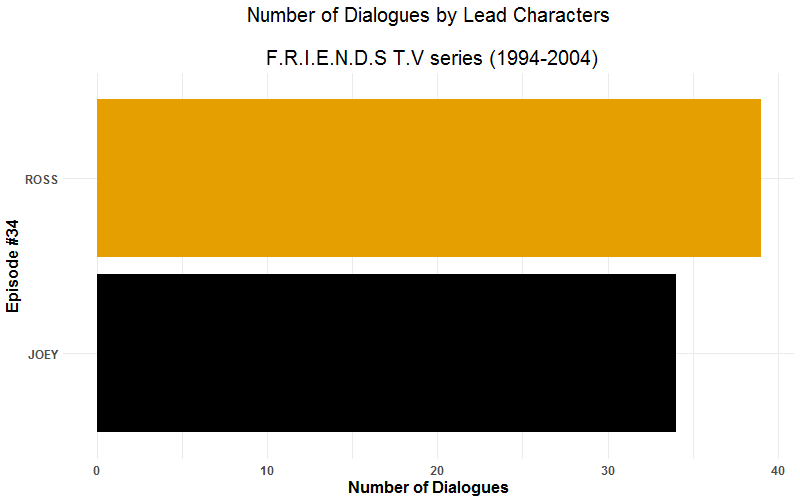 Number of Dialogues by Lead Characters
F.R.I.E.N.D.S T.V series (1994-2004)
ROSS
Episode #34
JOEY
0 10 20 30 40
Number of Dialogues